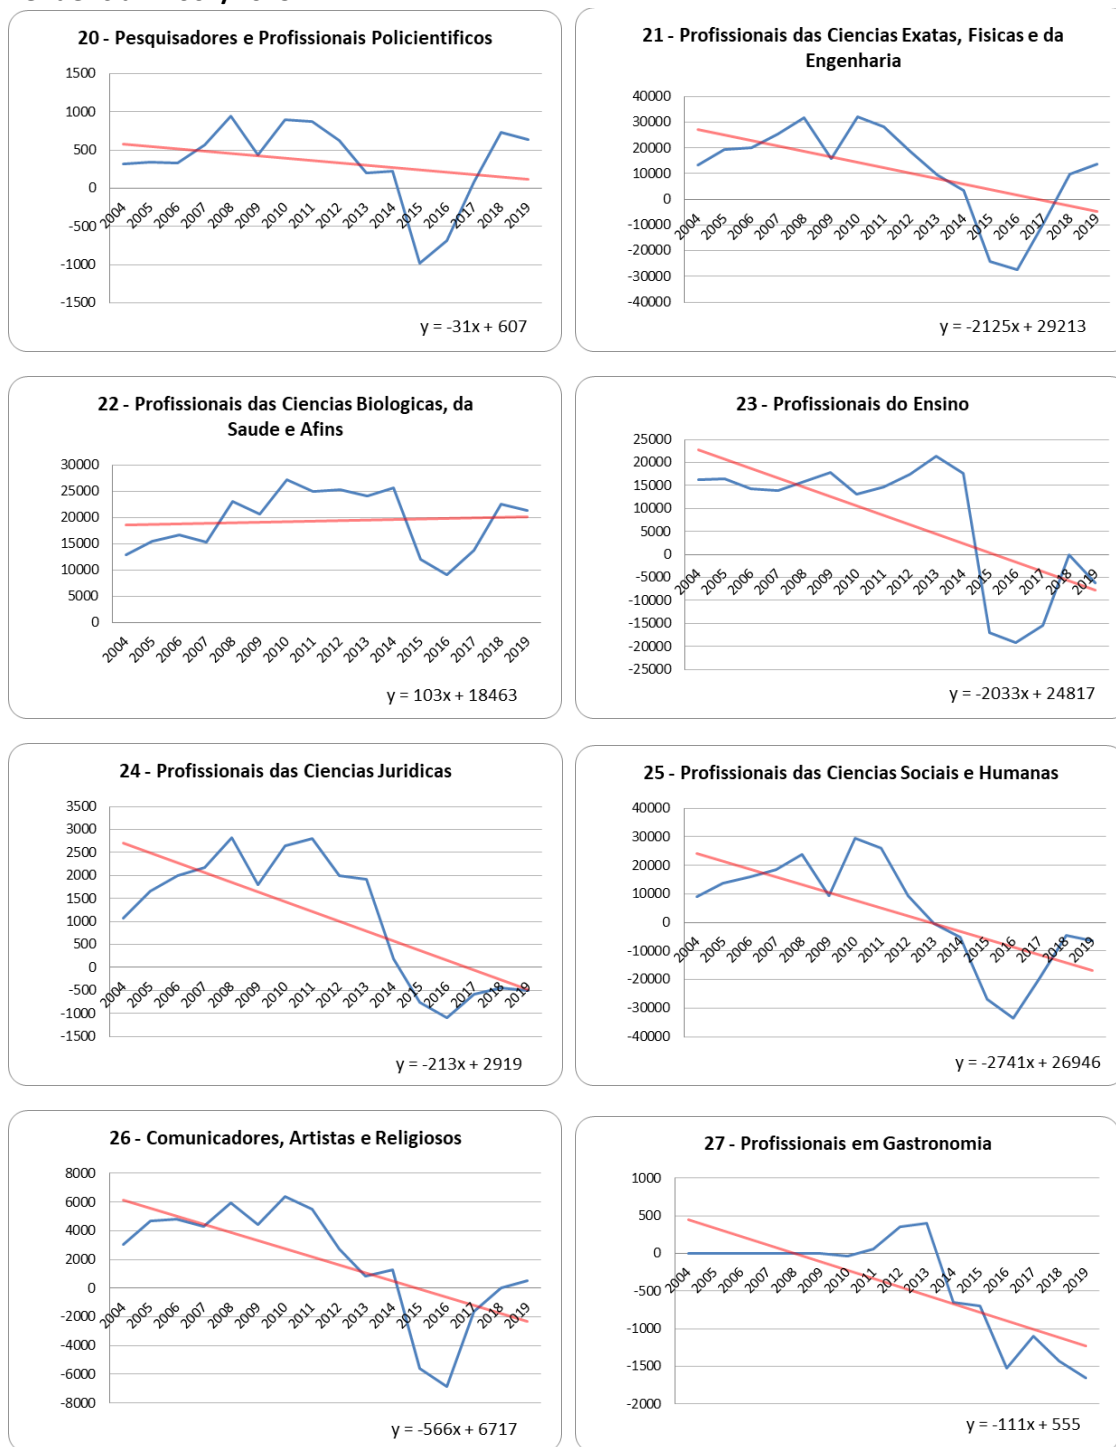 20 - Pesquisadores e Profissionais Policientificos
1500
1000
500
0
-500
-1000
-1500
2004 2005 2006 2007 2008 2009 2010 2011 2012 2013 2014 2015 2016 2017 2018 2019
y = -31x + 607
21 - Profissionais das Ciencias Exatas, Fisicas e da
Engenharia
40000
30000
20000
10000
0
-10000
-20000
-30000
-40000
2004 2005 2006 2007 2008 2009 2010 2011 2012 2013 2014 2015 2016 2017 2018 2019
y = -2125x + 29213
22 - Profissionais das Ciencias Biologicas, da
Saude e Afins
30000
25000
20000
15000
10000
5000
0
2004 2005 2006 2007 2008 2009 2010 2011 2012 2013 2014 2015 2016 2017 2018 2019
y = 103x + 18463
23 - Profissionais do Ensino
25000
20000
15000
10000
5000
0
-5000
-10000
-15000
-20000
-25000
2004 2005 2006 2007 2008 2009 2010 2011 2012 2013 2014 2015 2016 2017 2018 2019
y = -2033x + 24817
24 - Profissionais das Ciencias Juridicas
3500
3000
2500
2000
1500
1000
500
0
-500
-1000
-1500
2004 2005 2006 2007 2008 2009 2010 2011 2012 2013 2014 2015 2016 2017 2018 2019
y = -213x + 2919
25 - Profissionais das Ciencias Sociais e Humanas
40000
30000
20000
10000
0
-10000
-20000
-30000
-40000
2004 2005 2006 2007 2008 2009 2010 2011 2012 2013 2014 2015 2016 2017 2018 2019
y = -2741x + 26946
26 - Comunicadores, Artistas e Religiosos
8000
6000
4000
2000
0
-2000
-4000
-6000
-8000
2004 2005 2006 2007 2008 2009 2010 2011 2012 2013 2014 2015 2016 2017 2018 2019
y = -566x + 6717
27 - Profissionais em Gastronomia
1000
500
0
-500
-1000
-1500
-2000
2004 2005 2006 2007 2008 2009 2010 2011 2012 2013 2014 2015 2016 2017 2018 2019
y = -111x + 555